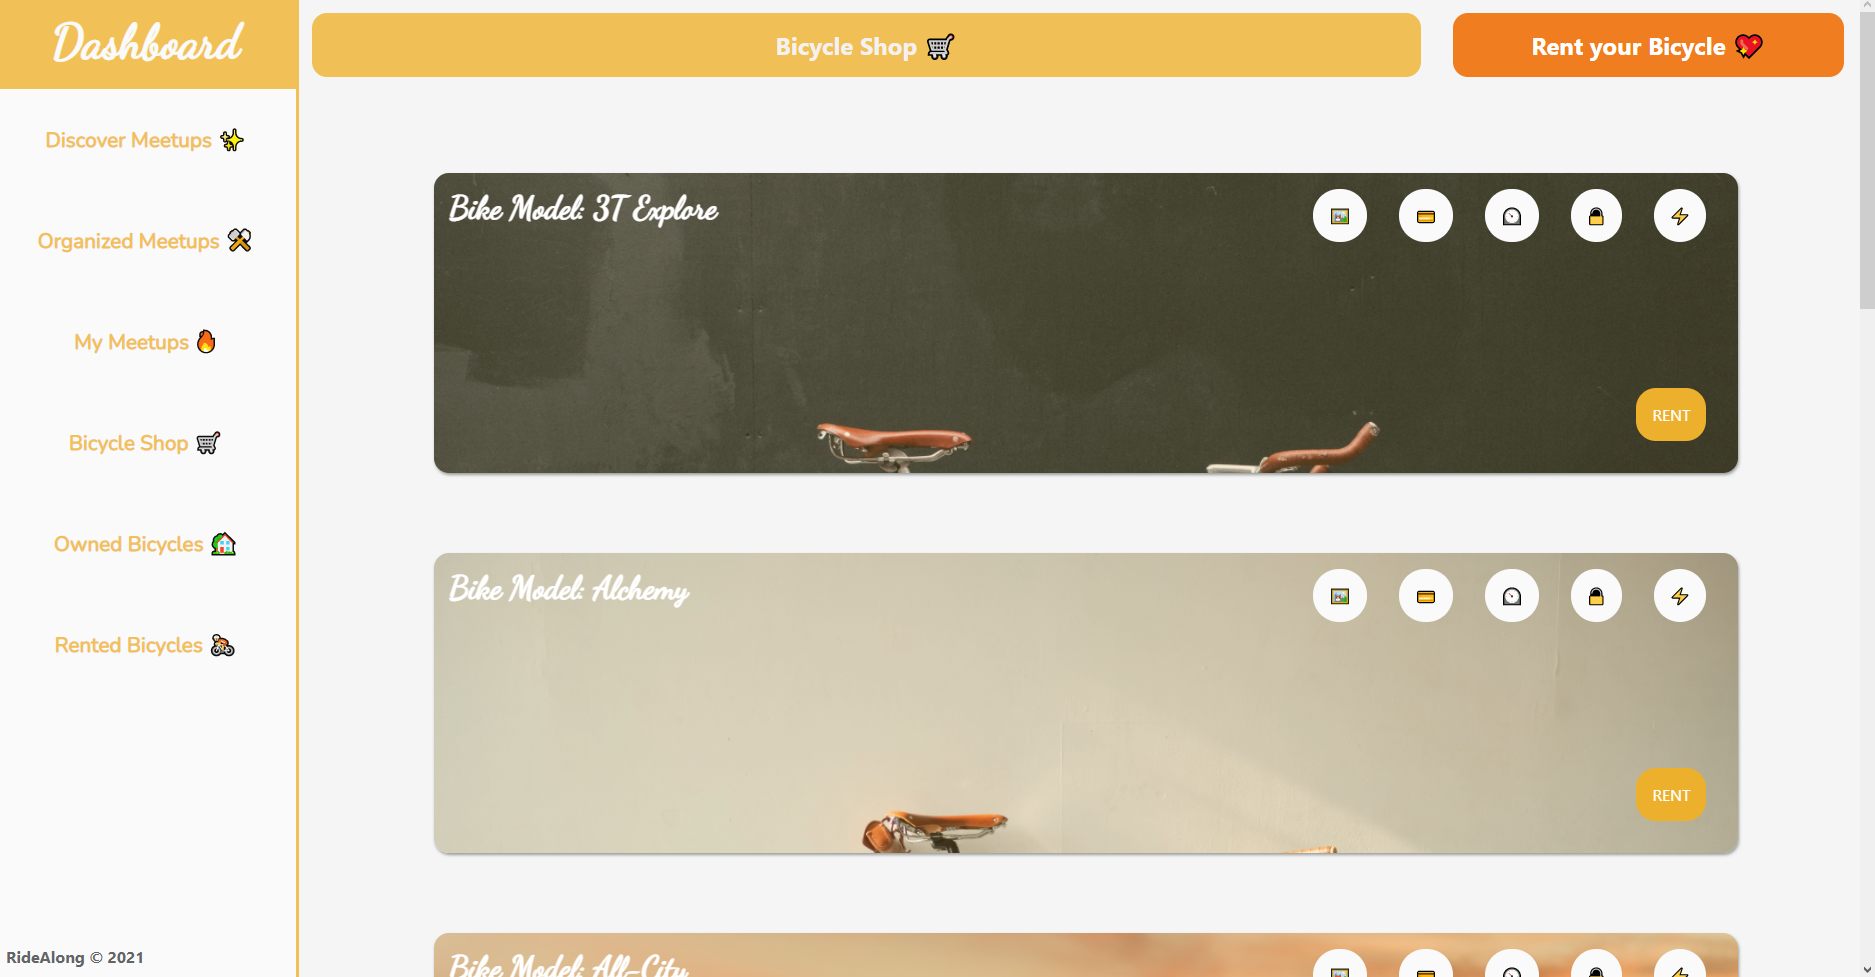 Dashboard
Discover Meetups ✨
Organized Meetups ⚒
My Meetups 🔥
Bicycle Shop 🛒
Owned Bicycles 🏡
Rented Bicycles 🚴
RideAlong © 2021
Bicycle Shop 🛒
Rent your Bicycle 💖
Bike Model: 3T Explore
RENT
Bike Model: Alchemy
RENT
Bike Model: All-City